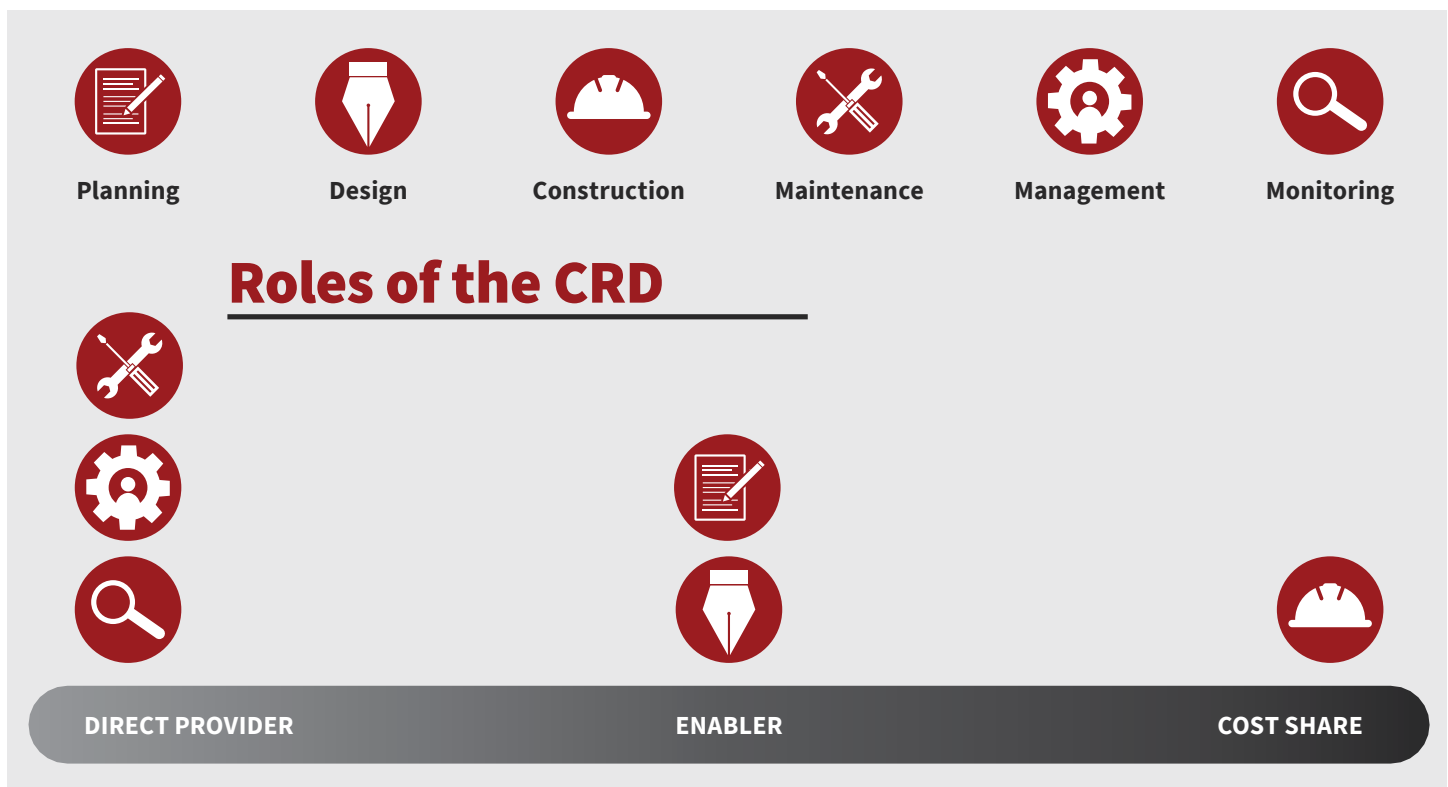 Planning
Design
Construction
Maintenance
Management
Monitoring
Roles of the CRD
DIRECT PROVIDER
ENABLER
COST SHARE